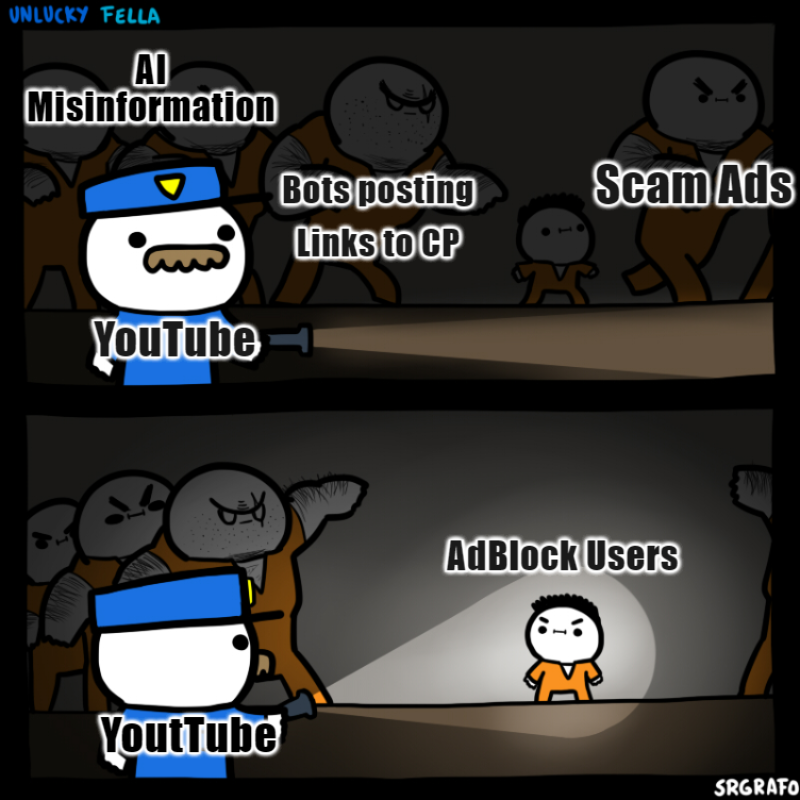 UNLUCKY FELLA
AI
Misinformation
Bots posting
Links to CP
Scam Ads
YouTube
AdBlock Users
YoutTube
SRGRAFO